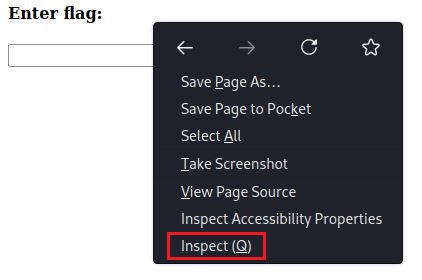 Enter flag:
Save Page As…
Save Page to Pocket
Select All
Take Screenshot
View Page Source
Inspect Accessibility Properties
Inspect (Q)